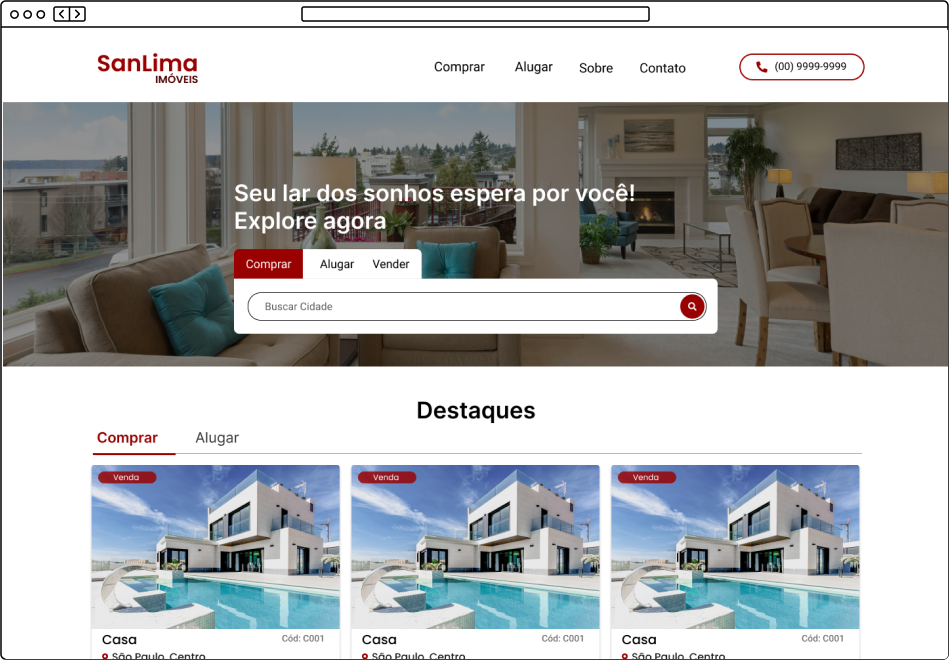 SanLima
IMÓVEIS
Comprar Alugar Sobre Contato (00) 9999-9999
Seu lar dos sonhos espera por você!
Explore agora
Comprar Alugar Vender
Buscar Cidade
Destaques
Comprar Alugar
Venda Venda Venda
Casa Cód: C001 Casa Cód: C001 Casa Cód: C001
São Paulo, Centro São Paulo, Centro São Paulo, Centro